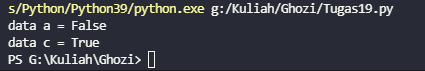 s/Python/Python39/python.exe g:/Kuliah/Ghozi/Tugas19.py
data a = False
data c = True
PS G:\Kuliah\Ghozi>